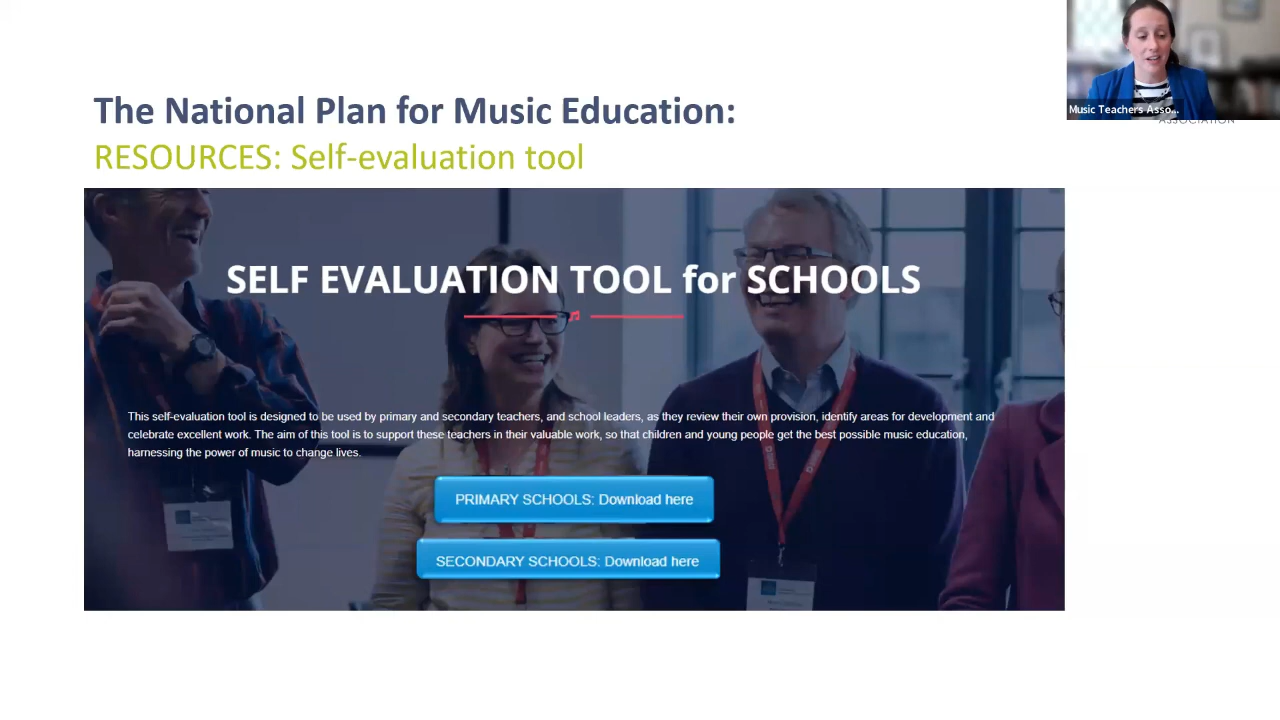 The National Plan for Music Education:
RESOURCES: Self-evaluation tool
Music Teachers Asso...
ASSOCIATION
SELF EVALUATION TOOL for SCHOOLS
This self-evaluation tool is designed to be used by primary and secondary teachers, and school leaders, as they review their own provision, identify areas for development and
celebrate excellent work. The aim of this tool is to support these teachers in their valuable work, so that children and young people get the best possible music education,
harnessing the power of music to change lives.
PRIMARY SCHOOLS: Download here
SECONDARY SCHOOLS: Download here